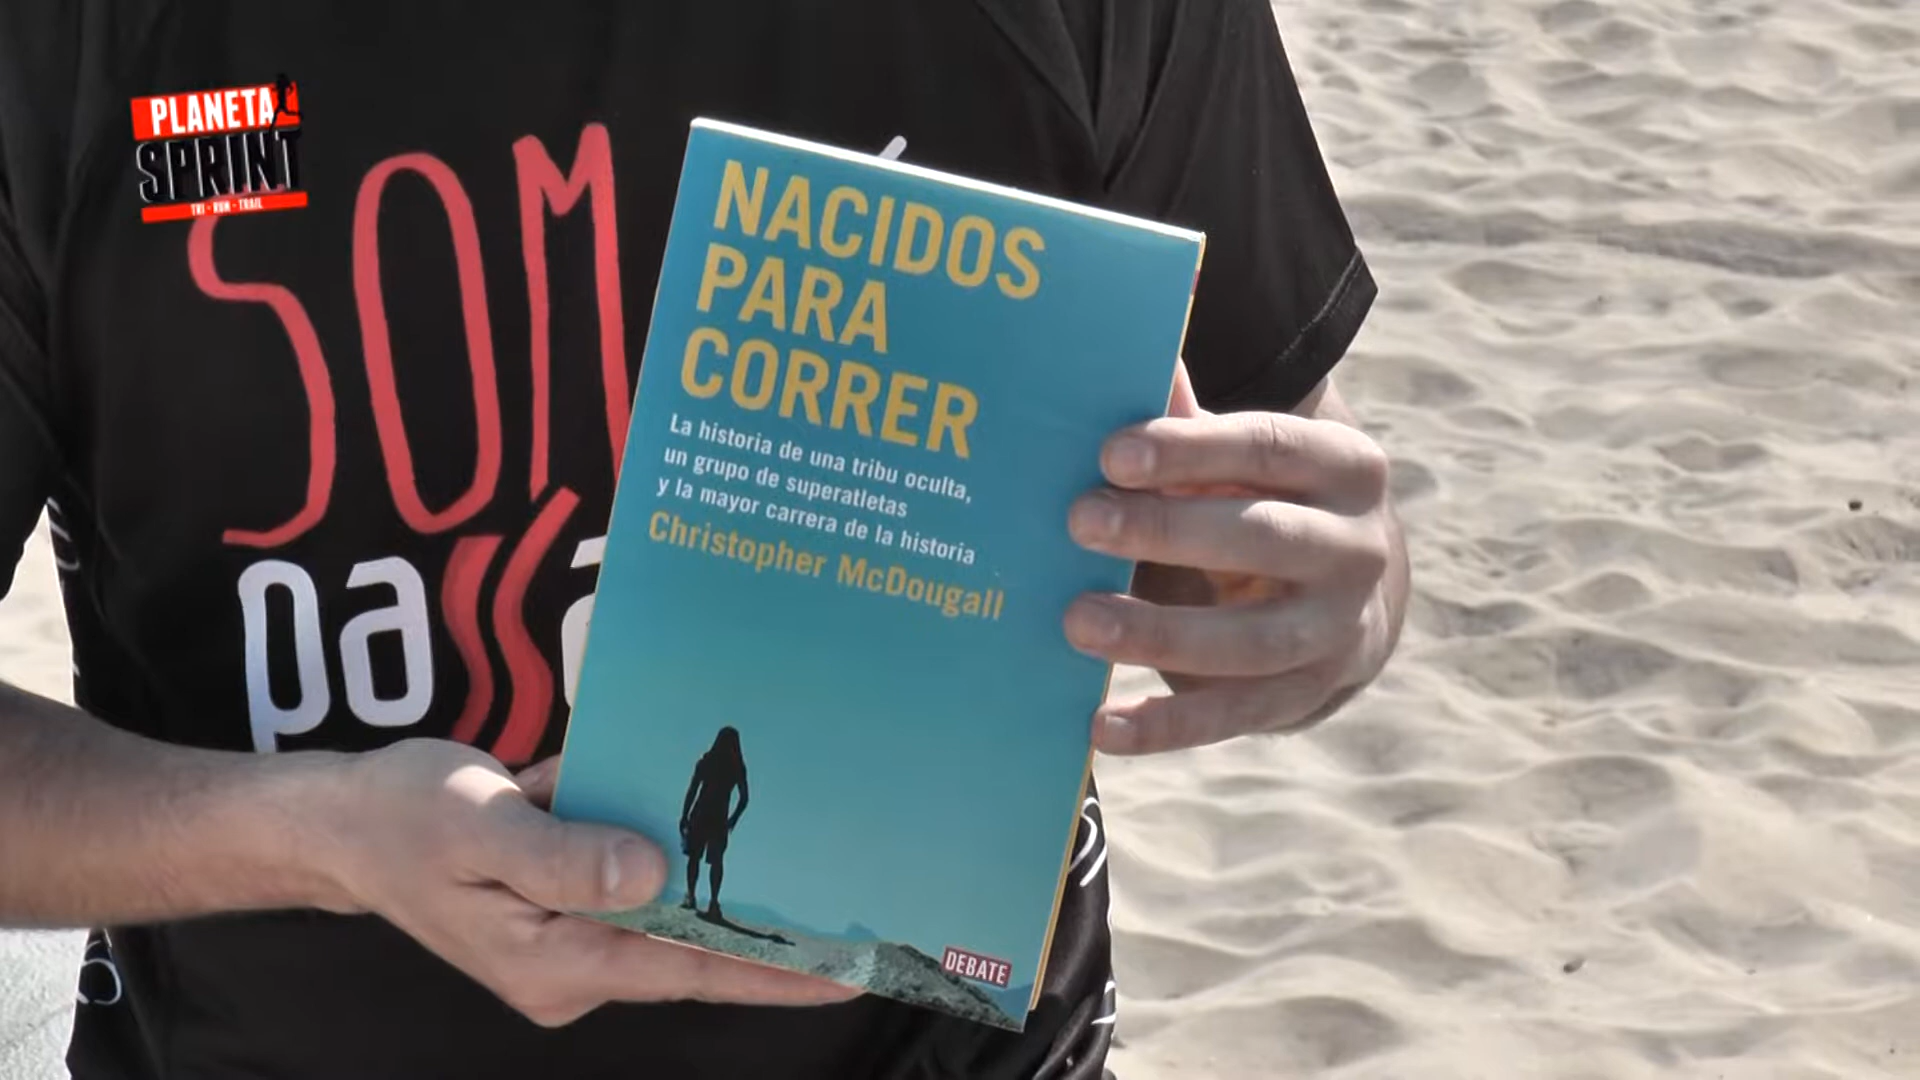 PLANETA
SPRINT
TRI - RUN - TRAIL
SOM
NACIDOS
PARA
CORRER
La historia de una tribu oculta,
un grupo de superatletas
y la mayor carrera de la historia
Christopher McDougall
DEBATE